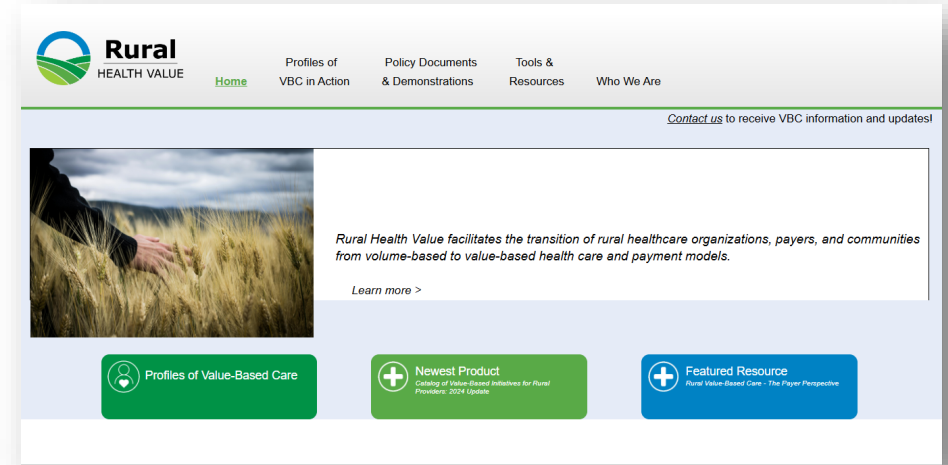 Rural
HEALTH VALUE
Home
Profiles of
VBC in Action
Policy Documents
& Demonstrations
Tools &
Resources
Who We Are
Contact us to receive VBC information and updates!
Rural Health Value facilitates the transition of rural healthcare organizations, payers, and communities
from volume-based to value-based health care and payment models.
Learn more >
Profiles of Value-Based Care
Newest Product
Catalog of Value-Based Initiatives for Rural
Providers: 2024 Update
Featured Resource
Rural Value-Based Care - The Payer Perspective